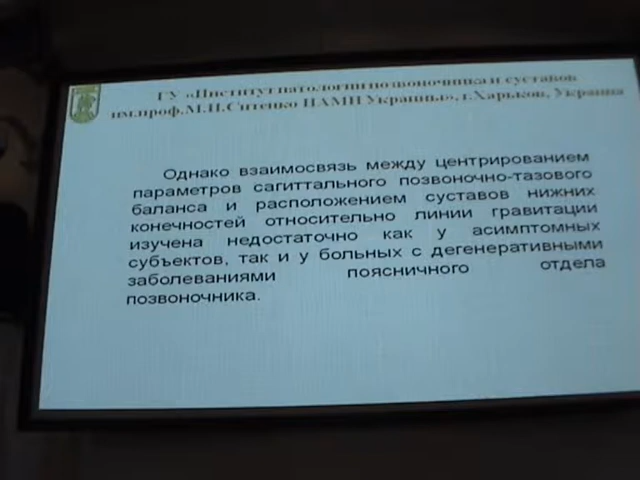 ГУ «Институт патологии позвоночника и суставов
им.проф.М.И.Ситенко НАМН Украины», г.Харьков, Украина
Однако взаимосвязь между центрированием
параметров сагиттального позвоночно-тазового
баланса и расположением суставов нижних
конечностей относительно линии гравитации
изучена недостаточно как у асимптомных
субъектов, так и у больных с дегенеративными
заболеваниями поясничного отдела
позвоночника.